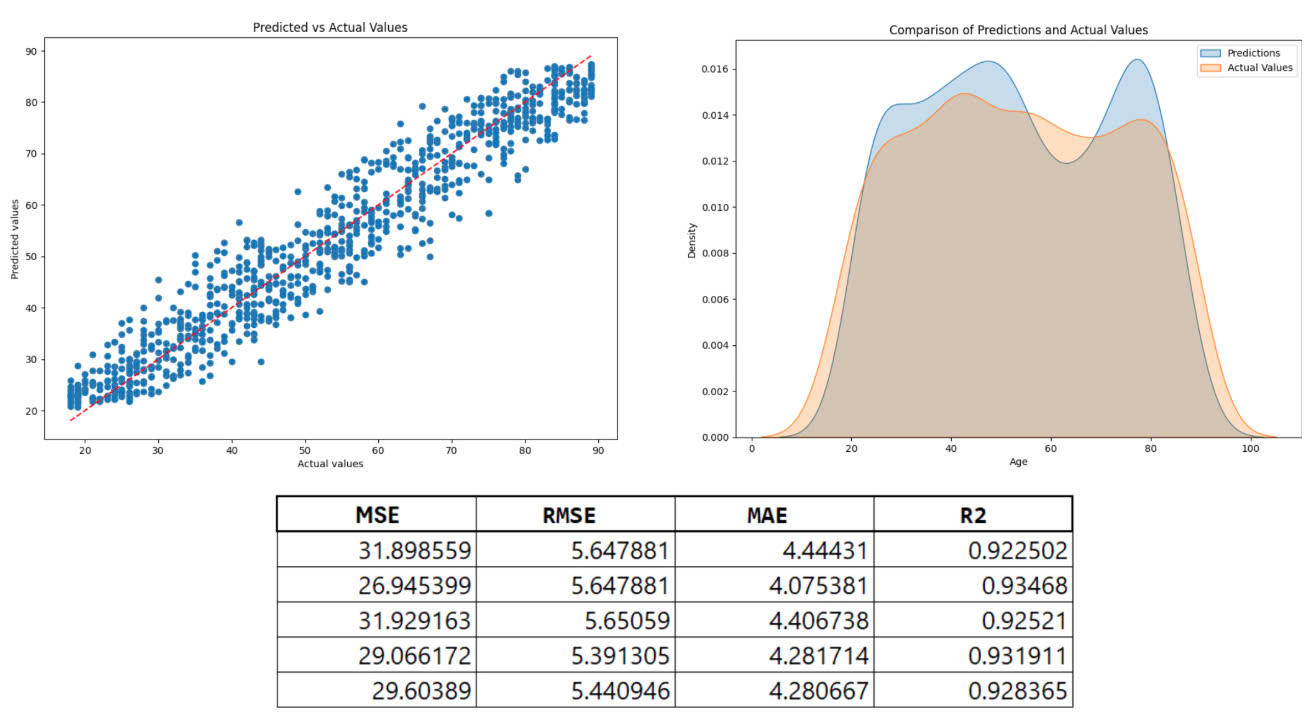 Predicted vs Actual Values
90
80
70
60
50
40
30
20
Predicted values
20 30 40 50 60 70 80 90
Actual values
Comparison of Predictions and Actual Values
Predictions
Actual Values
0.016
0.014
0.012
0.010
0.008
0.006
0.004
0.002
0.000
Density
0 20 40 60 80 100
Age
MSE RMSE MAE R2
31.898559 5.647881 4.44431 0.922502
26.945399 5.647881 4.075381 0.93468
31.929163 5.65059 4.406738 0.92521
29.066172 5.391305 4.281714 0.931911
29.60389 5.440946 4.280667 0.928365